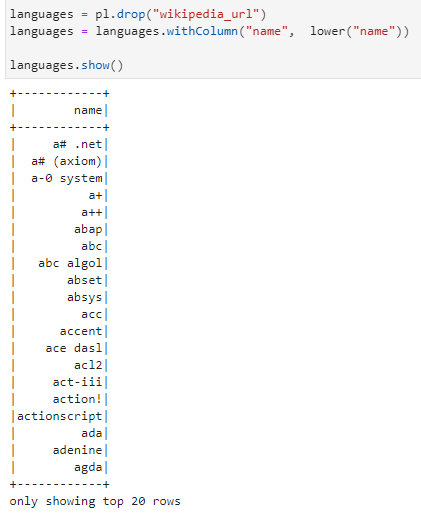 languages = pl.drop("wikipedia_url")
languages = languages.withColumn("name",  lower("name"))

languages.show()
+------------+
|        name|
+------------+
|     a# .net|
|  a# (axiom)|
|  a-0 system|
|          a+|
|         a++|
|        abap|
|         abc|
|   abc algol|
|       abset|
|       absys|
|         acc|
|      accent|
|    ace dasl|
|        acl2|
|     act-iii|
|     action!|
|actionscript|
|         ada|
|     adenine|
|        agda|
+------------+
only showing top 20 rows